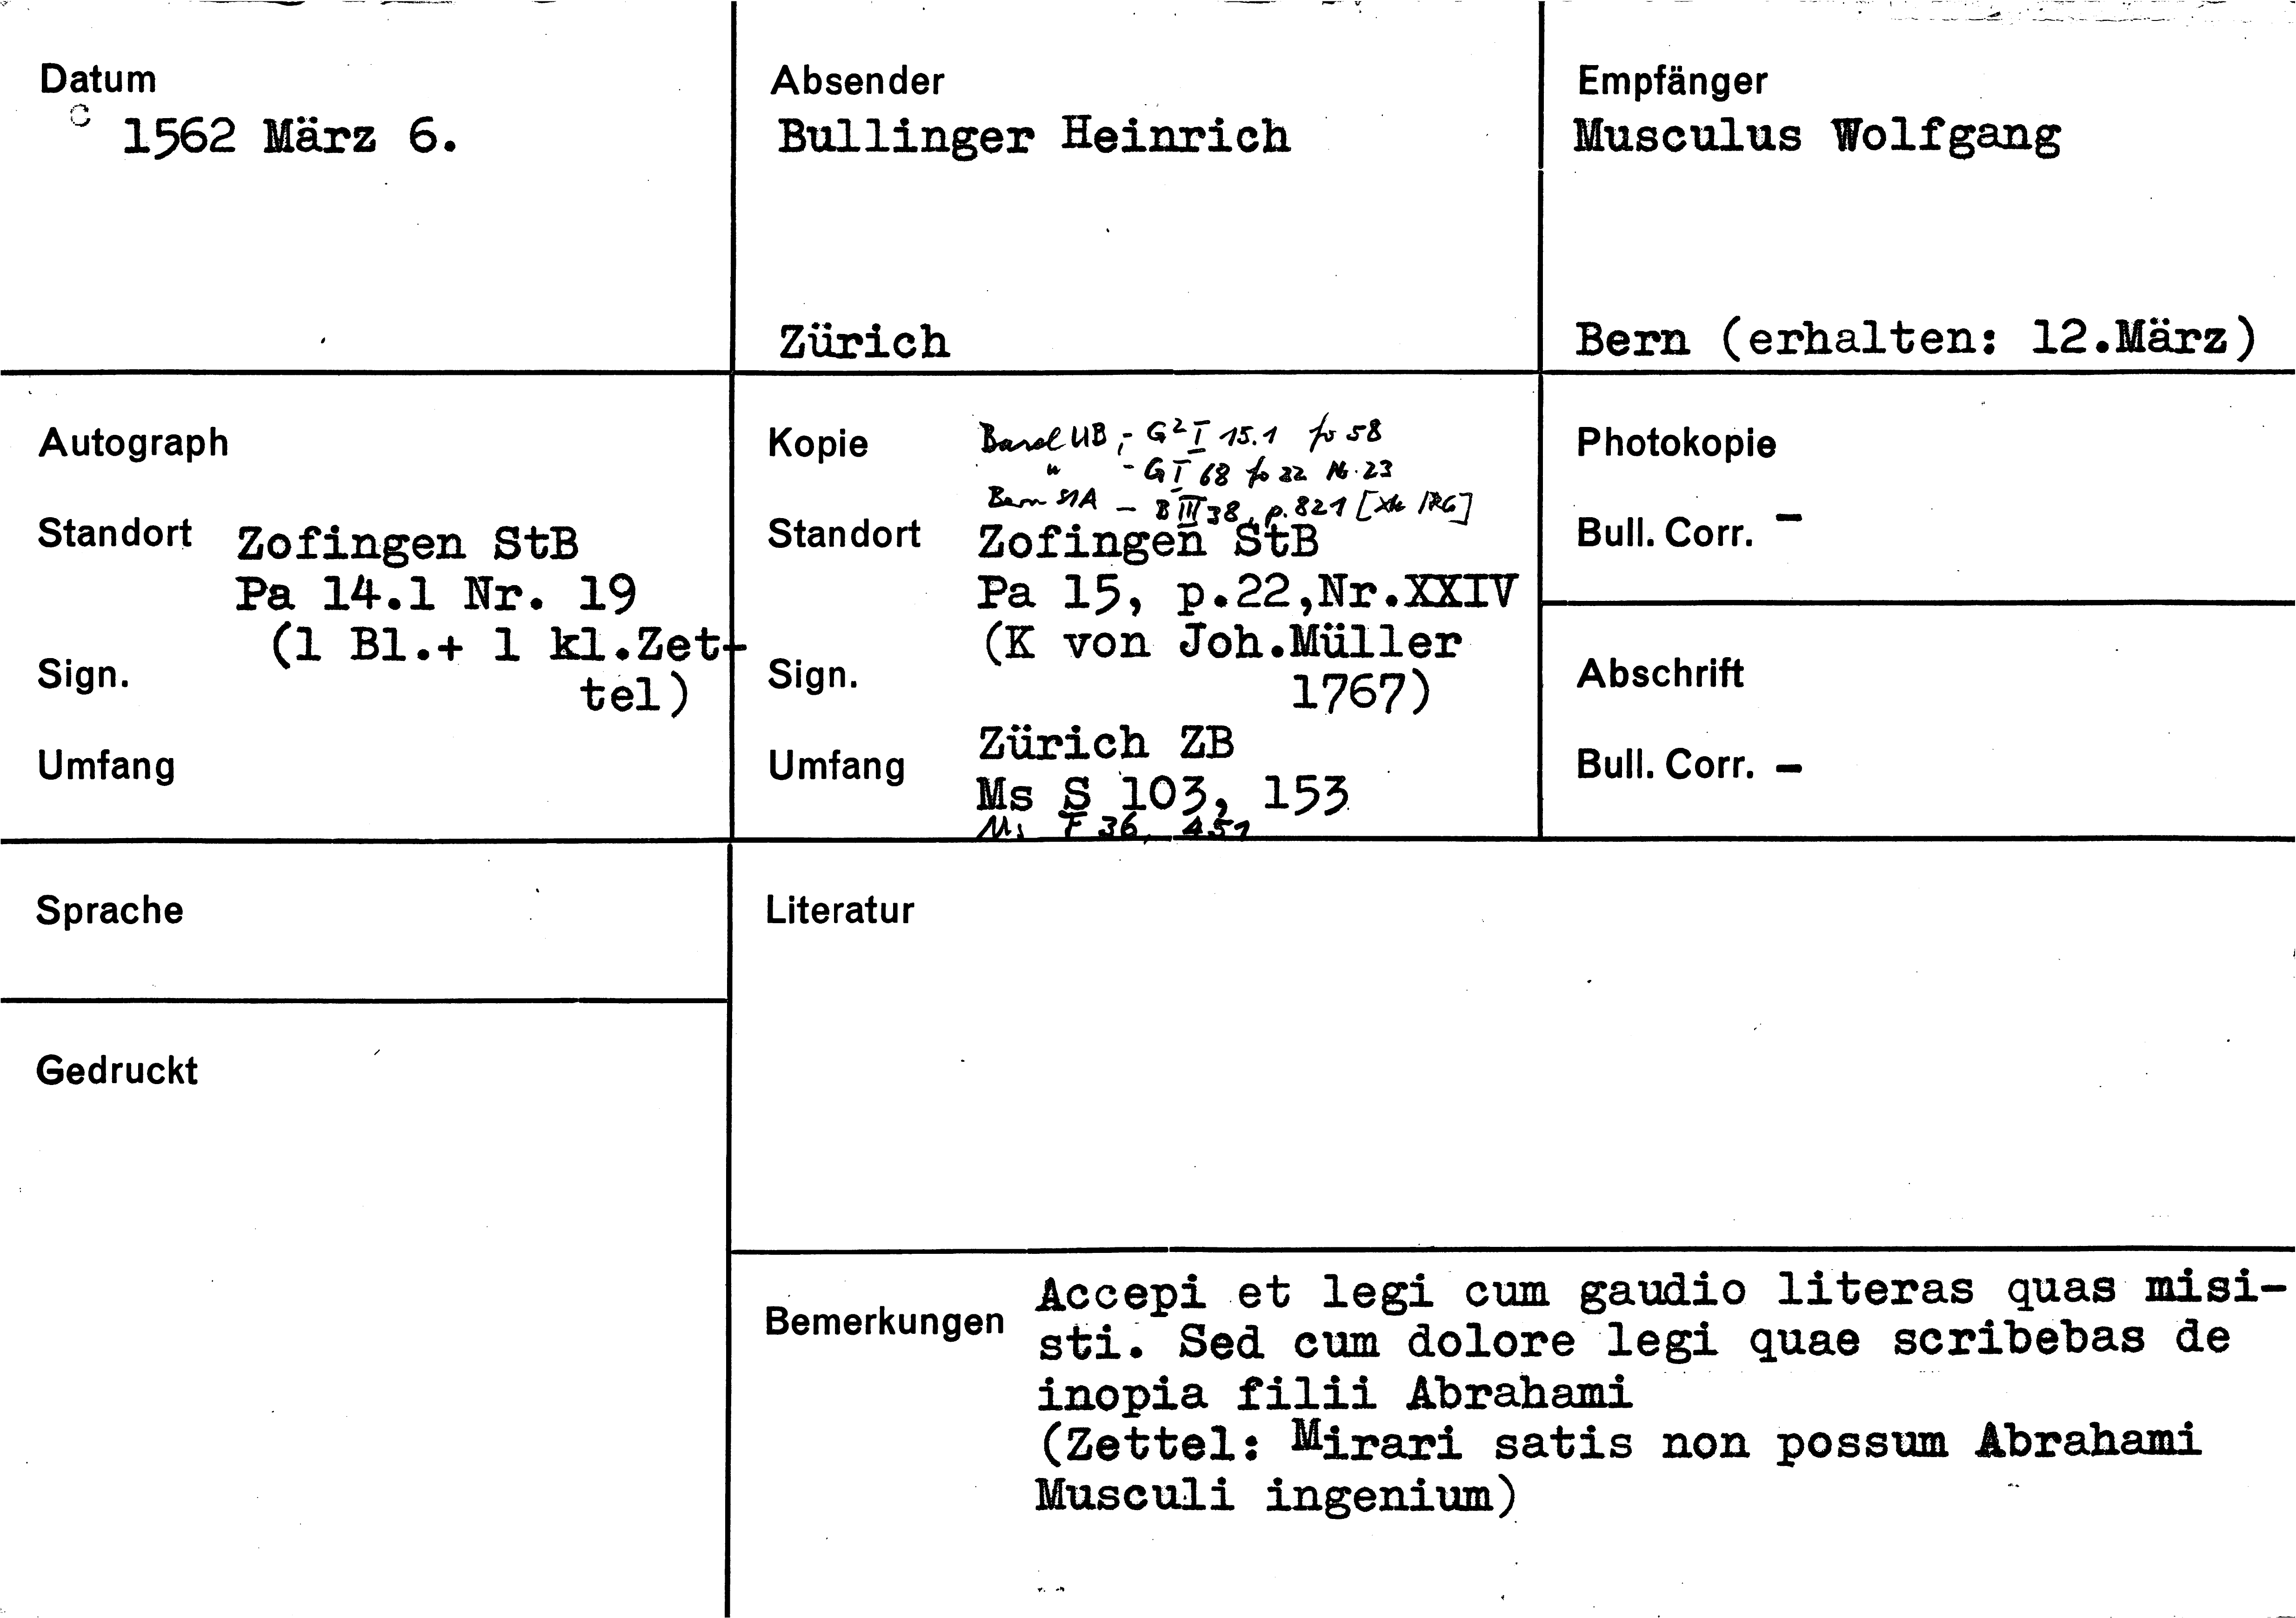 Datum
1562 März 6.
Absender
Bullinger Heinrich
Zürich
Empfänger
Musculus Wolfgang
Bern (erhalten: 12.März)
Autograph
Standort Zofingen StB
Pa 14.1 Nr. 19
(1 Bl.+ 1 kl.Zet-
Sign.
tel)
Umfang
Kopie
Basel UB, - G² I 15.1 fo 58
" - G I 68 fo 22 Nr. 23
Bern StA - B III 38, p. 821
Standort Zofingen StB
Pa 15, p.22,Nr.XXIV
(K von Joh.Müller
Sign.
1767)
Zürich ZB
Umfang
Ms S 103, 153
Ms F 36, 451
Photokopie
Bull. Corr. -
Abschrift
Bull. Corr. -
Sprache
Literatur
Gedruckt
Bemerkungen
Accepi et legi cum gaudio literas quas misi-
sti. Sed cum dolore legi quae scribebas de
inopia filii Abrahami
(Zettel: Mirari satis non possum Abrahami
Musculi ingenium)